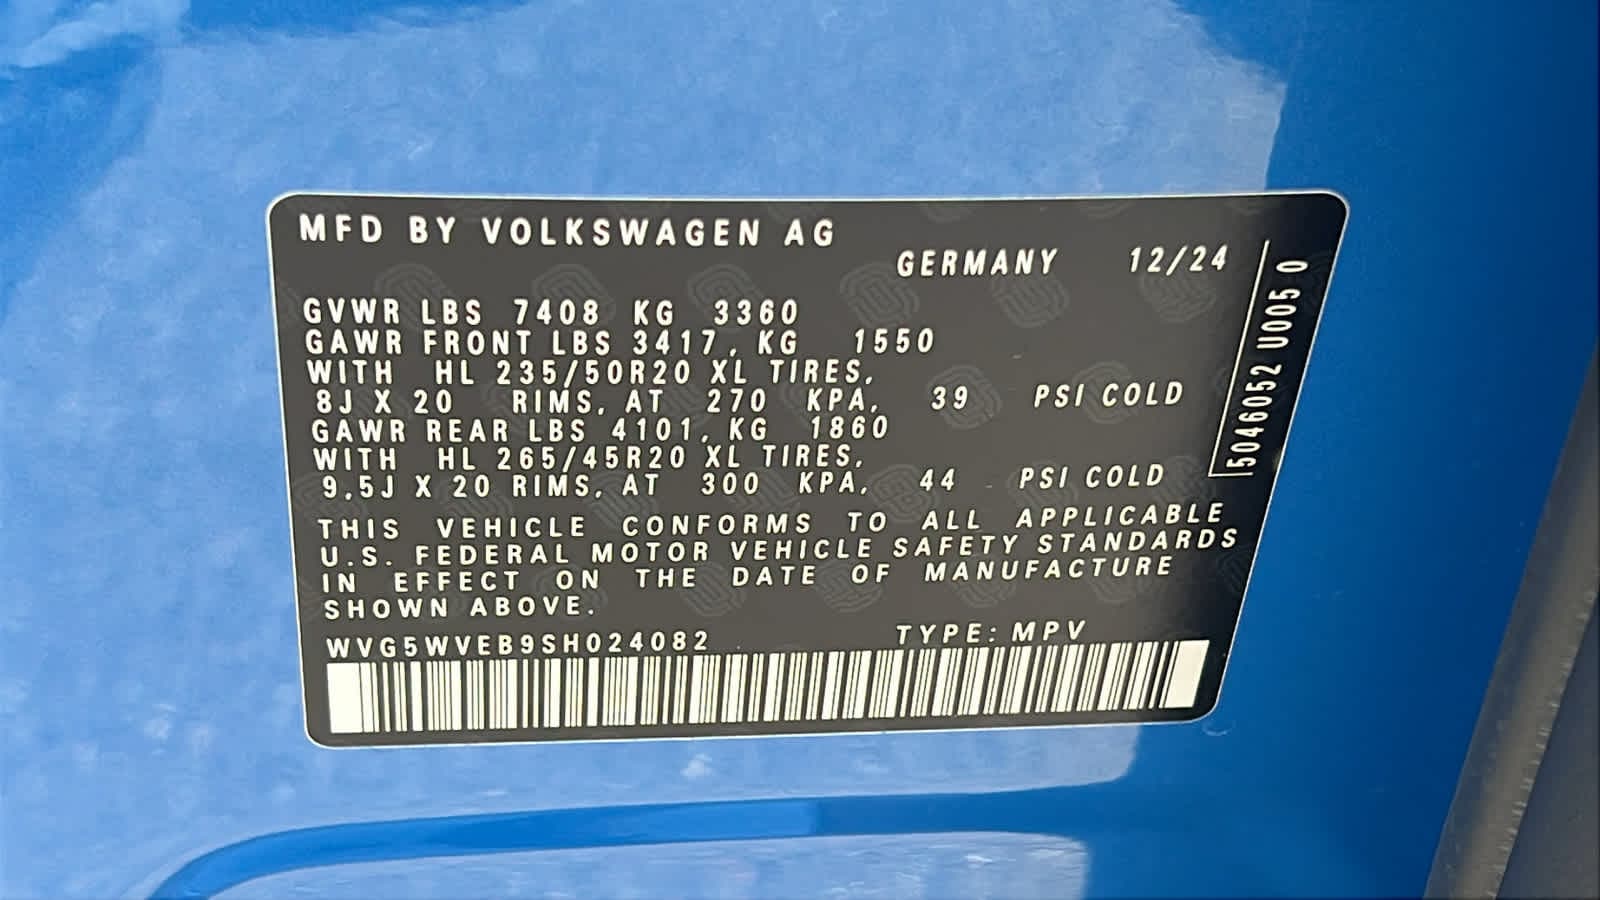 MFD BY VOLKSWAGEN AG
GERMANY 12/24
GVWR LBS 7408 KG 3360
GAWR FRONT LBS 3417, KG 1550
WITH HL 235/50R20 XL TIRES,
8J X 20 RIMS, AT 270 KPA, 39 PSI COLD
GAWR REAR LBS 4101, KG 1860
WITH HL 265/45R20 XL TIRES,
9,5J X 20 RIMS, AT 300 KPA, 44 PSI COLD
THIS VEHICLE CONFORMS TO ALL APPLICABLE
U.S. FEDERAL MOTOR VEHICLE SAFETY STANDARDS
IN EFFECT ON THE DATE OF MANUFACTURE
SHOWN ABOVE.
WVG5WVEB9SH024082 TYPE: MPV
5046052 U005 0